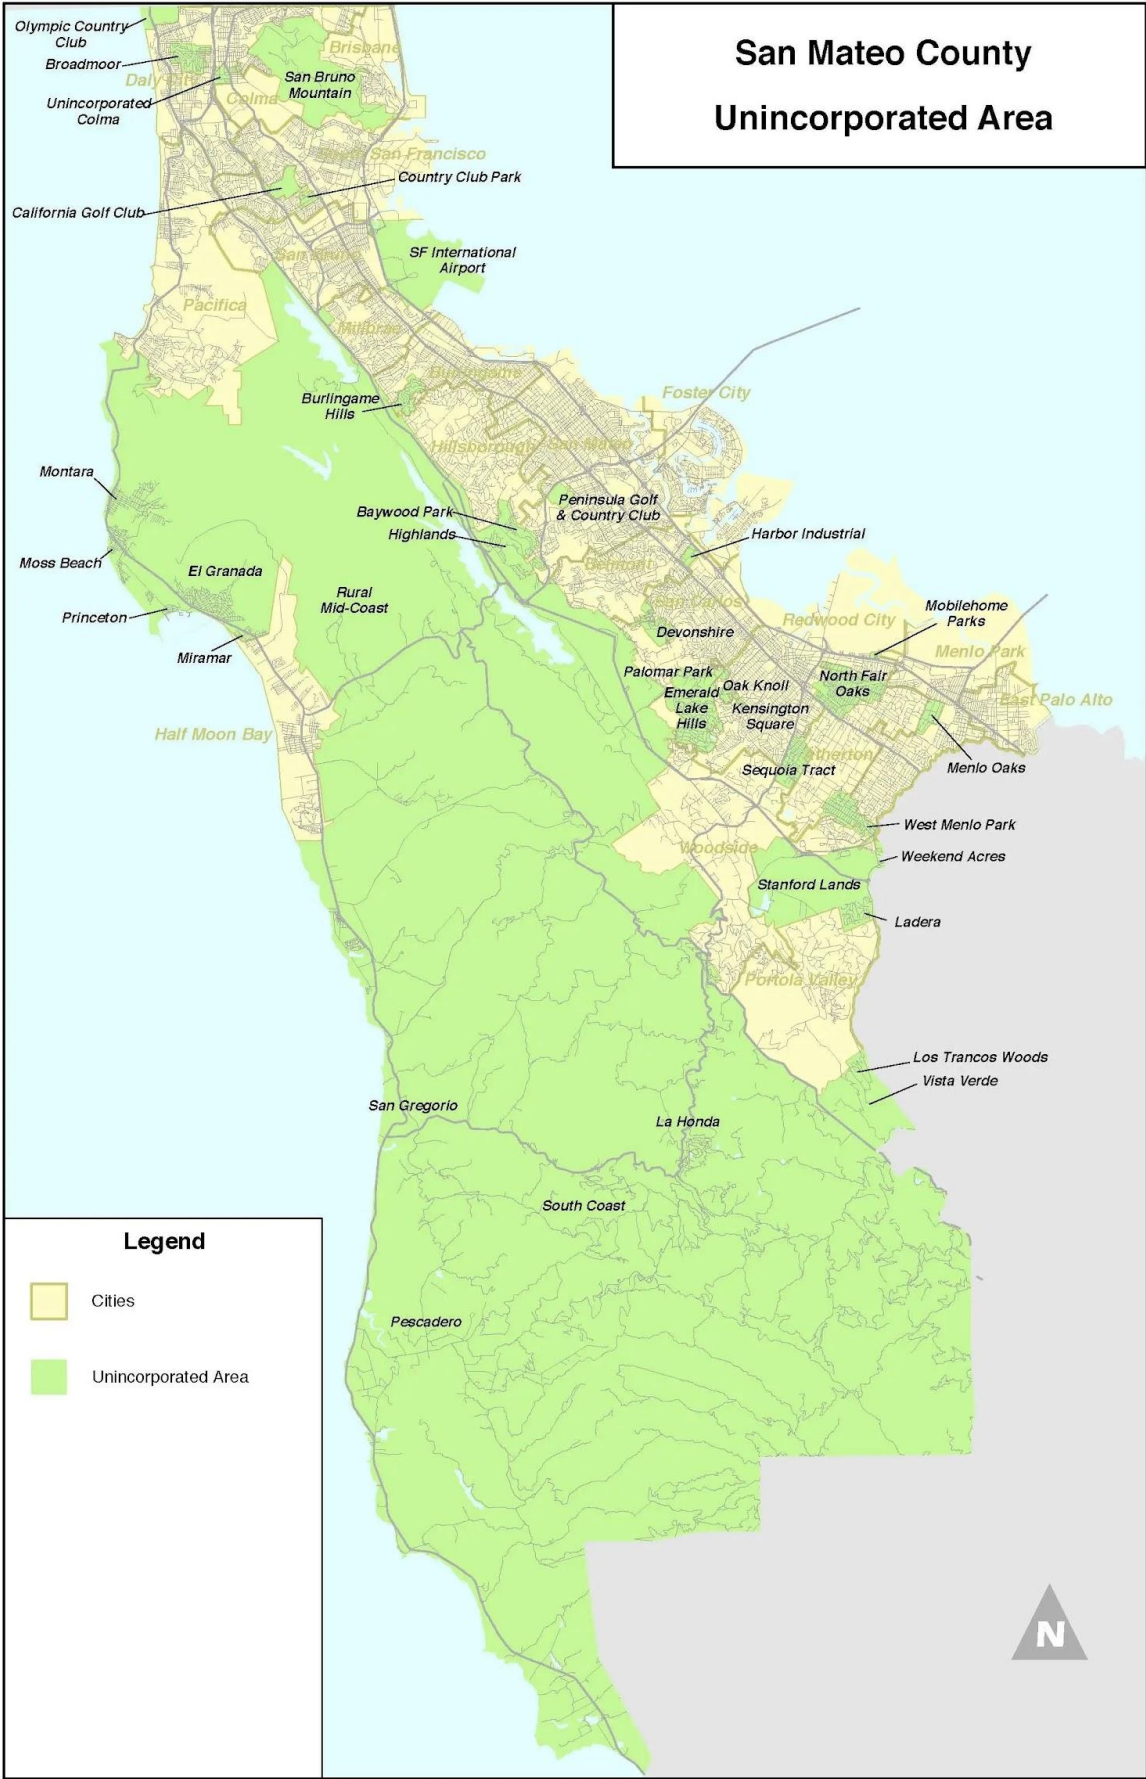 San Mateo County
Unincorporated Area
Olympic Country
Club
Broadmoor
Daly City
Unincorporated
Colma
Colma
Brisbane
San Bruno
Mountain
South San Francisco
Country Club Park
California Golf Club
San Bruno
SF International
Airport
Pacifica
Millbrae
Burlingame
Burlingame
Hills
Foster City
Hillsborough
San Mateo
Montara
Baywood Park
Highlands
Peninsula Golf
& Country Club
Harbor Industrial
Moss Beach
El Granada
Rural
Mid-Coast
Belmont
San Carlos
Princeton
Miramar
Devonshire
Redwood City
Mobilehome
Parks
Menlo Park
Palomar Park
Emerald
Lake
Hills
Oak Knoll
Kensington
Square
North Fair
Oaks
East Palo Alto
Half Moon Bay
Sequoia Tract
Atherton
Menlo Oaks
West Menlo Park
Woodside
Weekend Acres
Stanford Lands
Ladera
Portola Valley
Los Trancos Woods
Vista Verde
San Gregorio
La Honda
South Coast
Pescadero
Legend
Cities
Unincorporated Area
N